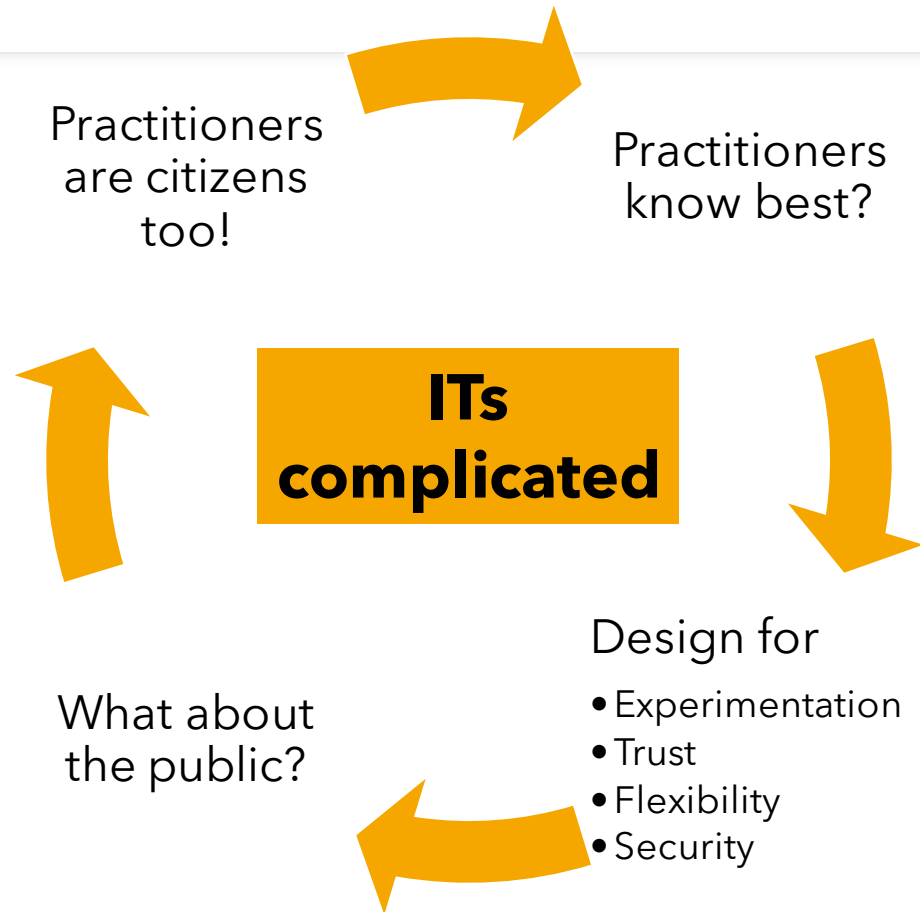 Practitioners
are citizens
too!
Practitioners
know best?
ITs
complicated
Design for
• Experimentation
• Trust
• Flexibility
• Security
What about
the public?